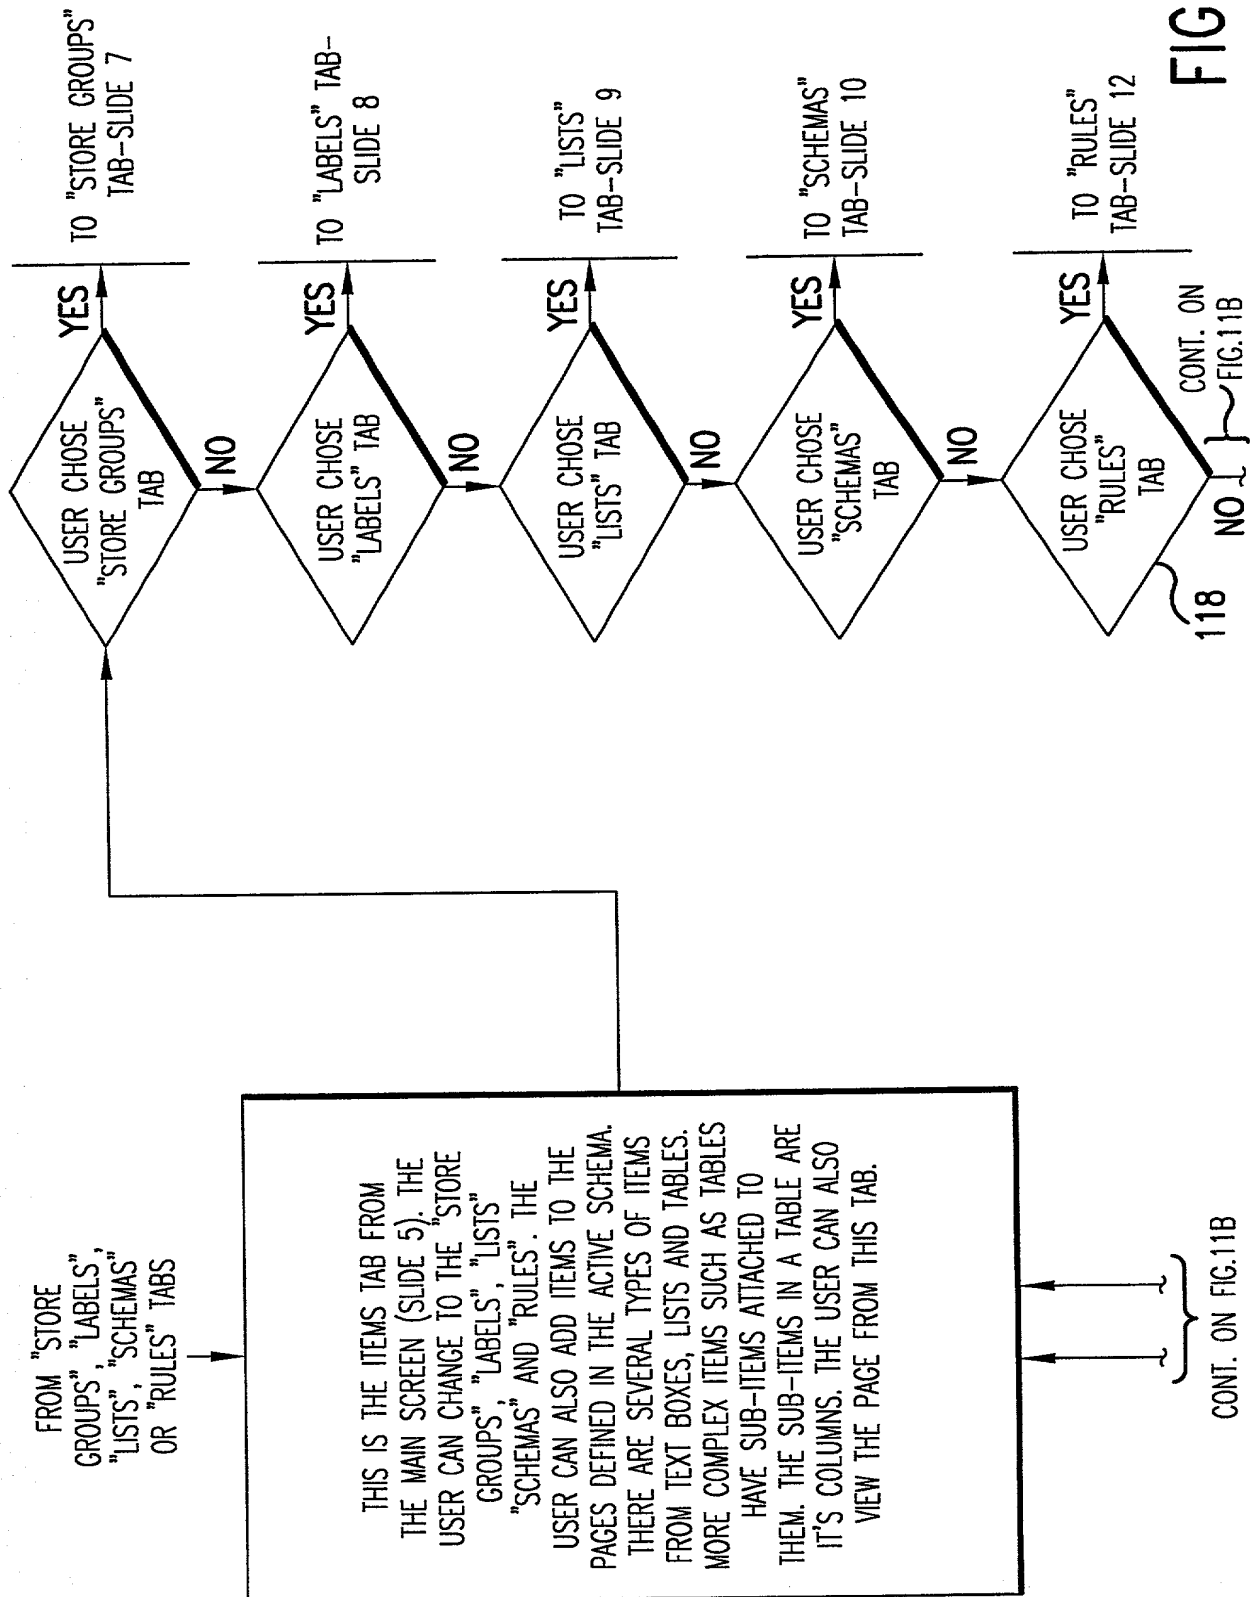 FROM "STORE
GROUPS", "LABELS",
"LISTS", "SCHEMAS"
OR "RULES" TABS
THIS IS THE ITEMS TAB FROM
THE MAIN SCREEN (SLIDE 5). THE
USER CAN CHANGE TO THE "STORE
GROUPS", "LABELS", "LISTS"
"SCHEMAS" AND "RULES". THE
USER CAN ALSO ADD ITEMS TO THE
PAGES DEFINED IN THE ACTIVE SCHEMA.
THERE ARE SEVERAL TYPES OF ITEMS
FROM TEXT BOXES, LISTS AND TABLES.
MORE COMPLEX ITEMS SUCH AS TABLES
HAVE SUB-ITEMS ATTACHED TO
THEM. THE SUB-ITEMS IN A TABLE ARE
IT'S COLUMNS. THE USER CAN ALSO
VIEW THE PAGE FROM THIS TAB.
CONT. ON FIG.11B
USER CHOSE
"STORE GROUPS"
TAB
YES
TO "STORE GROUPS"
TAB-SLIDE 7
NO
USER CHOSE
"LABELS" TAB
YES
TO "LABELS" TAB-
SLIDE 8
NO
USER CHOSE
"LISTS" TAB
YES
TO "LISTS"
TAB-SLIDE 9
NO
USER CHOSE
"SCHEMAS"
TAB
YES
TO "SCHEMAS"
TAB-SLIDE 10
NO
USER CHOSE
"RULES"
TAB
YES
TO "RULES"
TAB-SLIDE 12
118
NO
CONT. ON
FIG.11B
FIG